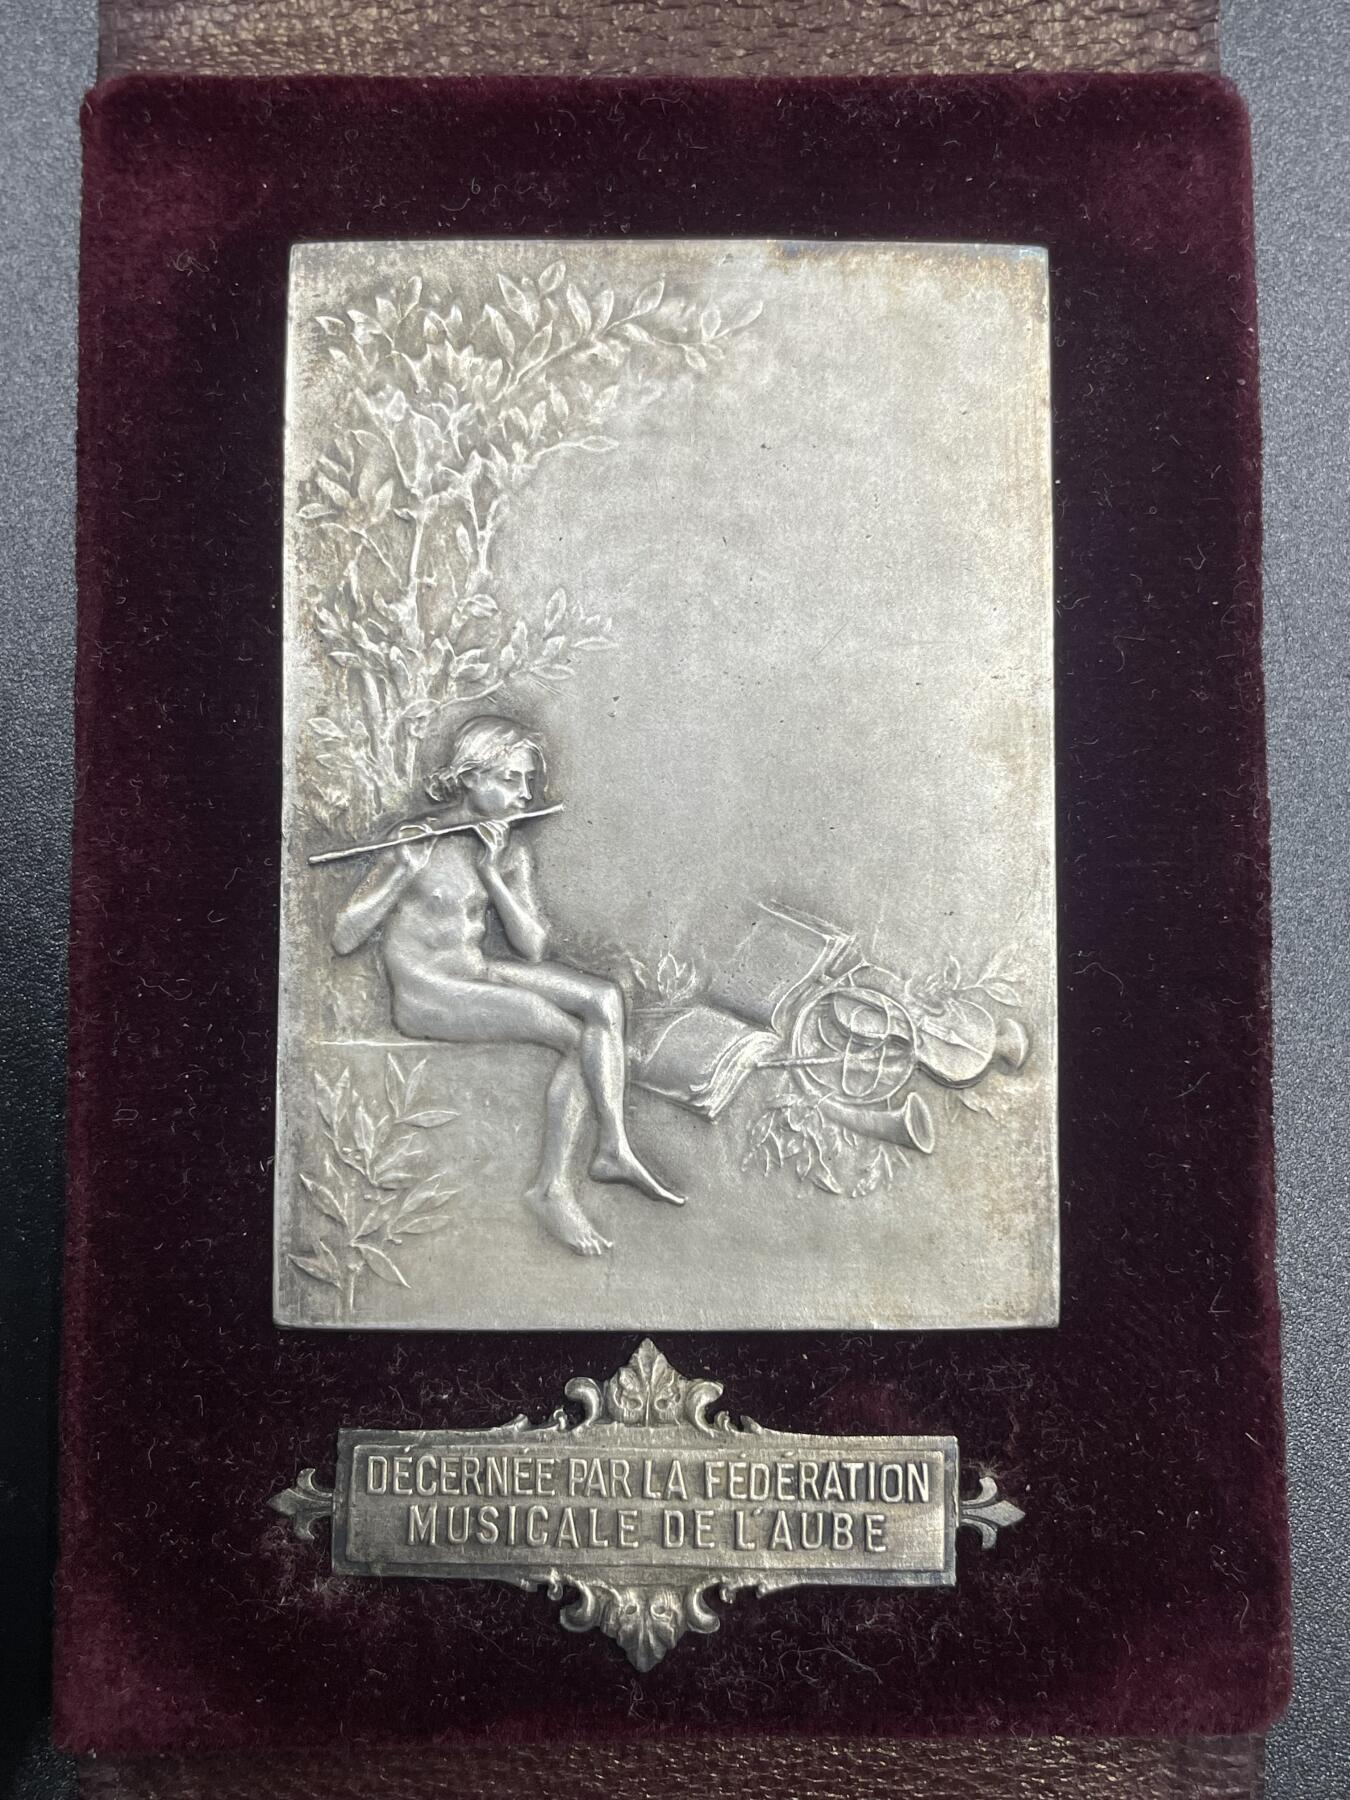 DÉCERNÉE PAR LA FÉDÉRATION
MUSICALE DE L'AUBE